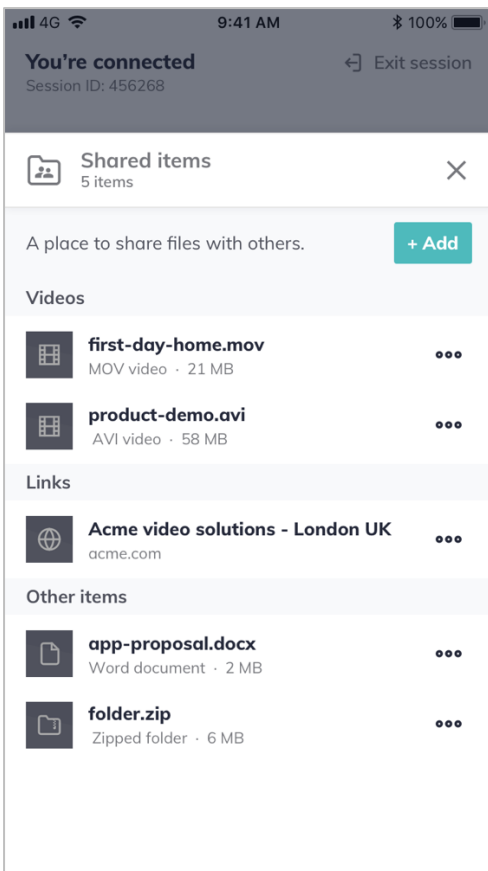 4G 9:41 AM 100%
You're connected Exit session
Session ID: 456268
Shared items
5 items
A place to share files with others. + Add
Videos
first-day-home.mov
MOV video · 21 MB
product-demo.avi
AVI video · 58 MB
Links
Acme video solutions - London UK
acme.com
Other items
app-proposal.docx
Word document · 2 MB
folder.zip
Zipped folder · 6 MB